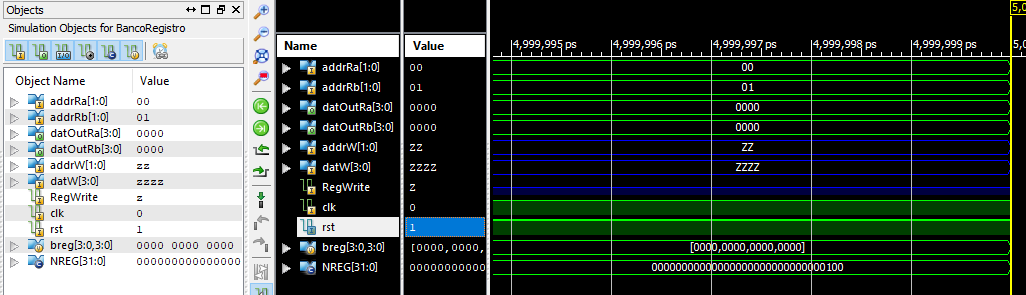 Objects
Simulation Objects for BancoRegistro
Object Name Value
addrRa[1:0] 00
addrRb[1:0] 01
datOutRa[3:0] 0000
datOutRb[3:0] 0000
addrW[1:0] zz
datW[3:0] zzzz
RegWrite z
clk 0
rst 1
breg[3:0,3:0] 0000 0000 0000
NREG[31:0] 000000000000000
Name Value
addrRa[1:0] 00
addrRb[1:0] 01
datOutRa[3:0] 0000
datOutRb[3:0] 0000
addrW[1:0] ZZ
datW[3:0] ZZZZ
RegWrite z
clk 0
rst 1
breg[3:0,3:0] [0000,0000,
NREG[31:0] 00000000000
5,0
4,999,995 ps 4,999,996 ps 4,999,997 ps 4,999,998 ps 4,999,999 ps 5,0
00
01
0000
0000
ZZ
ZZZZ
[0000,0000,0000,0000]
00000000000000000000000000000100